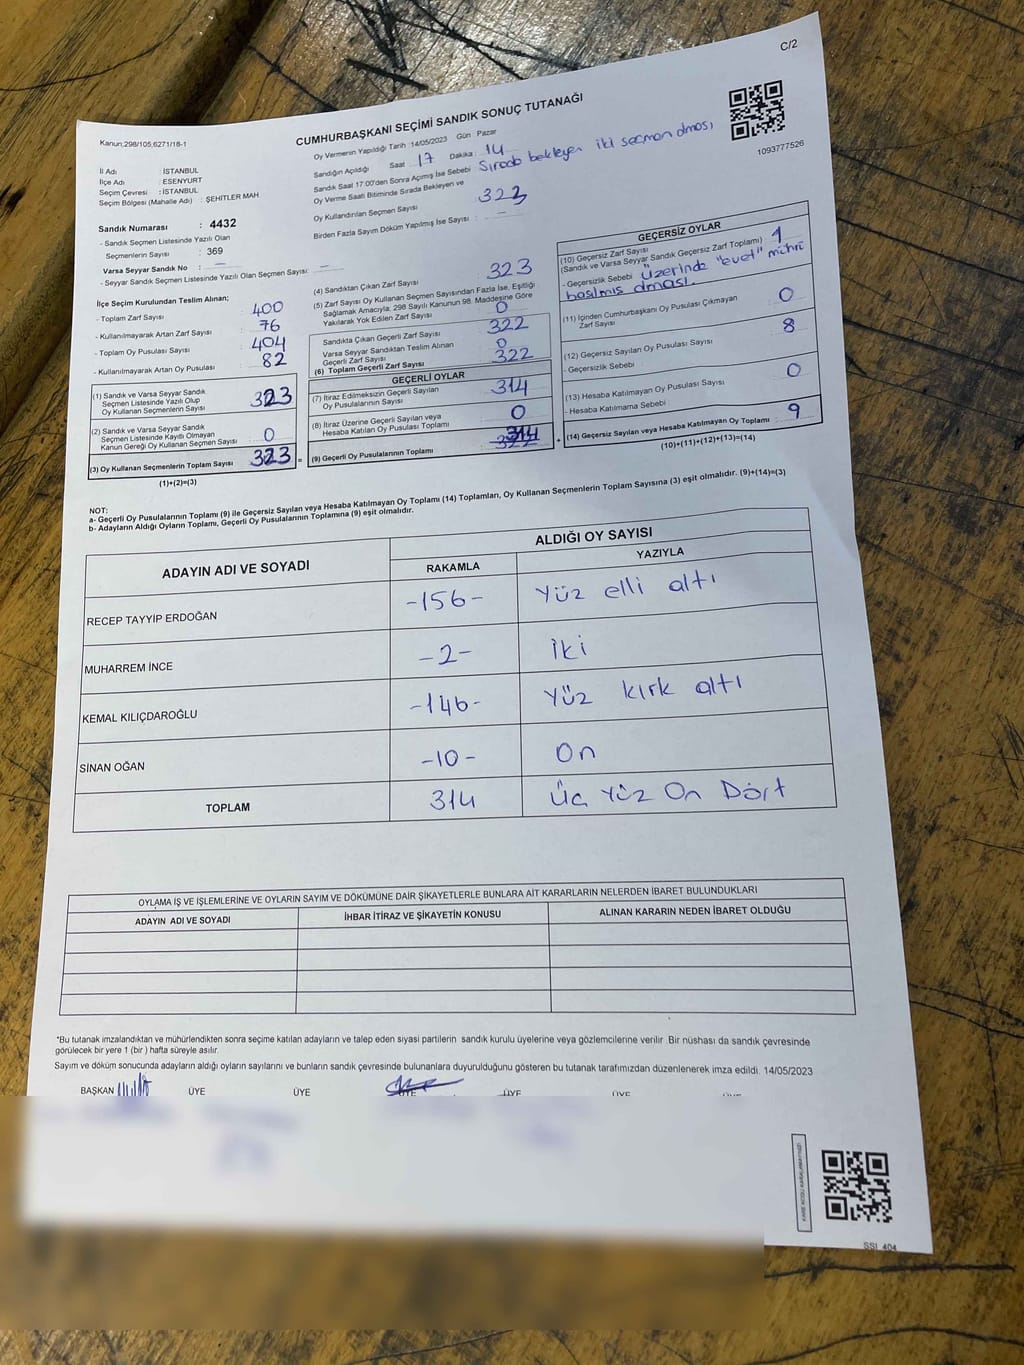 C/2
Kanun;298/105;6271/18-1
CUMHURBAŞKANI SEÇİMİ SANDIK SONUÇ TUTANAĞI
Oy Vermenin Yapıldığı Tarih 14/05/2023 Gün Pazar
Sandığın Açıldığı Saat 17 Dakika 14
Sandık Saat 17:00'den Sonra Açılmış İse Sebebi Sırada bekleyen iki seçmen olması
Oy Verme Saati Bitiminde Sırada Bekleyen ve
Oy Kullandırılan Seçmen Sayısı 323
Birden Fazla Sayım Döküm Yapılmış İse Sayısı : -
1093777526
İl Adı : İSTANBUL
İlçe Adı : ESENYURT
Seçim Çevresi : İSTANBUL
Seçim Bölgesi (Mahalle Adı) : ŞEHİTLER MAH
Sandık Numarası : 4432
- Sandık Seçmen Listesinde Yazılı Olan
Seçmenlerin Sayısı : 369
Varsa Seyyar Sandık No : -
- Seyyar Sandık Seçmen Listesinde Yazılı Olan Seçmen Sayısı: -
İlçe Seçim Kurulundan Teslim Alınan;
- Toplam Zarf Sayısı : 400
- Kullanılmayarak Artan Zarf Sayısı : 76
- Toplam Oy Pusulası Sayısı : 404
- Kullanılmayarak Artan Oy Pusulası : 82
(1) Sandık ve Varsa Seyyar Sandık
Seçmen Listesinde Yazılı Olup
Oy Kullanan Seçmenlerin Sayısı : 323
(2) Sandık ve Varsa Seyyar Sandık
Seçmen Listesinde Kaydı Olmayan
Kanun Gereği Oy Kullanan Seçmen Sayısı : 0
(3) Oy Kullanan Seçmenlerin Toplam Sayısı : 323 =
(1)+(2)=(3)
(4) Sandıktan Çıkan Zarf Sayısı : 323
(5) Zarf Sayısı Oy Kullanan Seçmen Sayısından Fazla İse, Eşitliği
Sağlamak Amacıyla; 298 Sayılı Kanunun 98. Maddesine Göre
Yakılarak Yok Edilen Zarf Sayısı : 0
Sandıkta Çıkan Geçerli Zarf Sayısı : 322
Varsa Seyyar Sandıktan Teslim Alınan
Geçerli Zarf Sayısı : 0
(6) Toplam Geçerli Zarf Sayısı : 322
GEÇERLİ OYLAR
(7) İtiraz Edilmeksizin Geçerli Sayılan
Oy Pusulalarının Sayısı : 314
(8) İtiraz Üzerine Geçerli Sayılan veya
Hesaba Katılan Oy Pusulası Toplamı : 0
(9) Geçerli Oy Pusulalarının Toplamı : 314 +
GEÇERSİZ OYLAR
(10) Geçersiz Zarf Sayısı
(Sandık ve Varsa Seyyar Sandık Geçersiz Zarf Toplamı) : 1
- Geçersizlik Sebebi : Üzerinde "evet" mührü
basılmış olması.
(11) İçinden Cumhurbaşkanı Oy Pusulası Çıkmayan
Zarf Sayısı : 0
(12) Geçersiz Sayılan Oy Pusulası Sayısı : 8
- Geçersizlik Sebebi :
(13) Hesaba Katılmayan Oy Pusulası Sayısı : 0
- Hesaba Katılmama Sebebi :
(14) Geçersiz Sayılan veya Hesaba Katılmayan Oy Toplamı : 9
(10)+(11)+(12)+(13)=(14)
NOT:
a- Geçerli Oy Pusulalarının Toplamı (9) ile Geçersiz Sayılan veya Hesaba Katılmayan Oy Toplamı (14) Toplamları, Oy Kullanan Seçmenlerin Toplam Sayısına (3) eşit olmalıdır. (9)+(14)=(3)
b- Adayların Aldığı Oyların Toplamı, Geçerli Oy Pusulalarının Toplamına (9) eşit olmalıdır.
ADAYIN ADI VE SOYADI
ALDIĞI OY SAYISI
RAKAMLA YAZIYLA
RECEP TAYYİP ERDOĞAN -156- Yüz elli altı
MUHARREM İNCE -2- İki
KEMAL KILIÇDAROĞLU -146- Yüz kırk altı
SİNAN OĞAN -10- On
TOPLAM 314 Üç Yüz On Dört
OYLAMA İŞ VE İŞLEMLERİNE VE OYLARIN SAYIM VE DÖKÜMÜNE DAİR ŞİKAYETLERLE BUNLARA AİT KARARLARIN NELERDEN İBARET BULUNDUKLARI
ADAYIN ADI VE SOYADI İHBAR İTİRAZ VE ŞİKAYETİN KONUSU ALINAN KARARIN NEDEN İBARET OLDUĞU
*Bu tutanak imzalandıktan ve mühürlendikten sonra seçime katılan adayların ve talep eden siyasi partilerin sandık kurulu üyelerine veya gözlemcilerine verilir. Bir nüshası da sandık çevresinde
görülecek bir yere 1 (bir ) hafta süreyle asılır.
Sayım ve döküm sonucunda adayların aldığı oyların sayılarını ve bunların sandık çevresinde bulunanlara duyurulduğunu gösteren bu tutanak tarafımızdan düzenlenerek imza edildi. 14/05/2023
BAŞKAN ÜYE ÜYE ÜYE ÜYE ÜYE
SSI_404